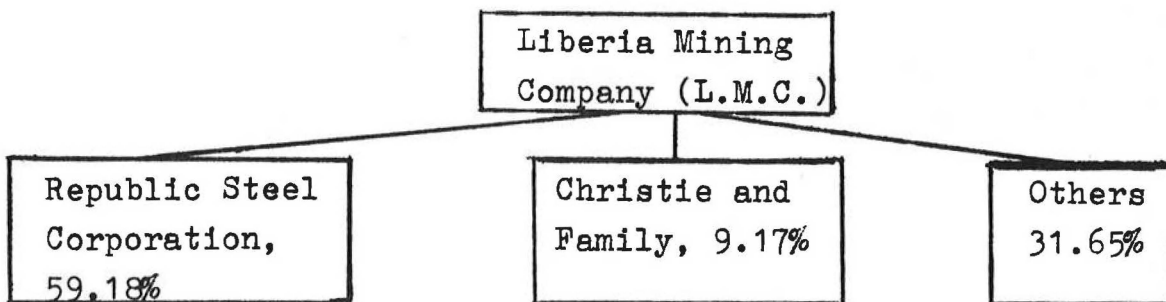 Liberia Mining
Company (L.M.C.)
Republic Steel
Corporation,
59.18%
Christie and
Family, 9.17%
Others
31.65%